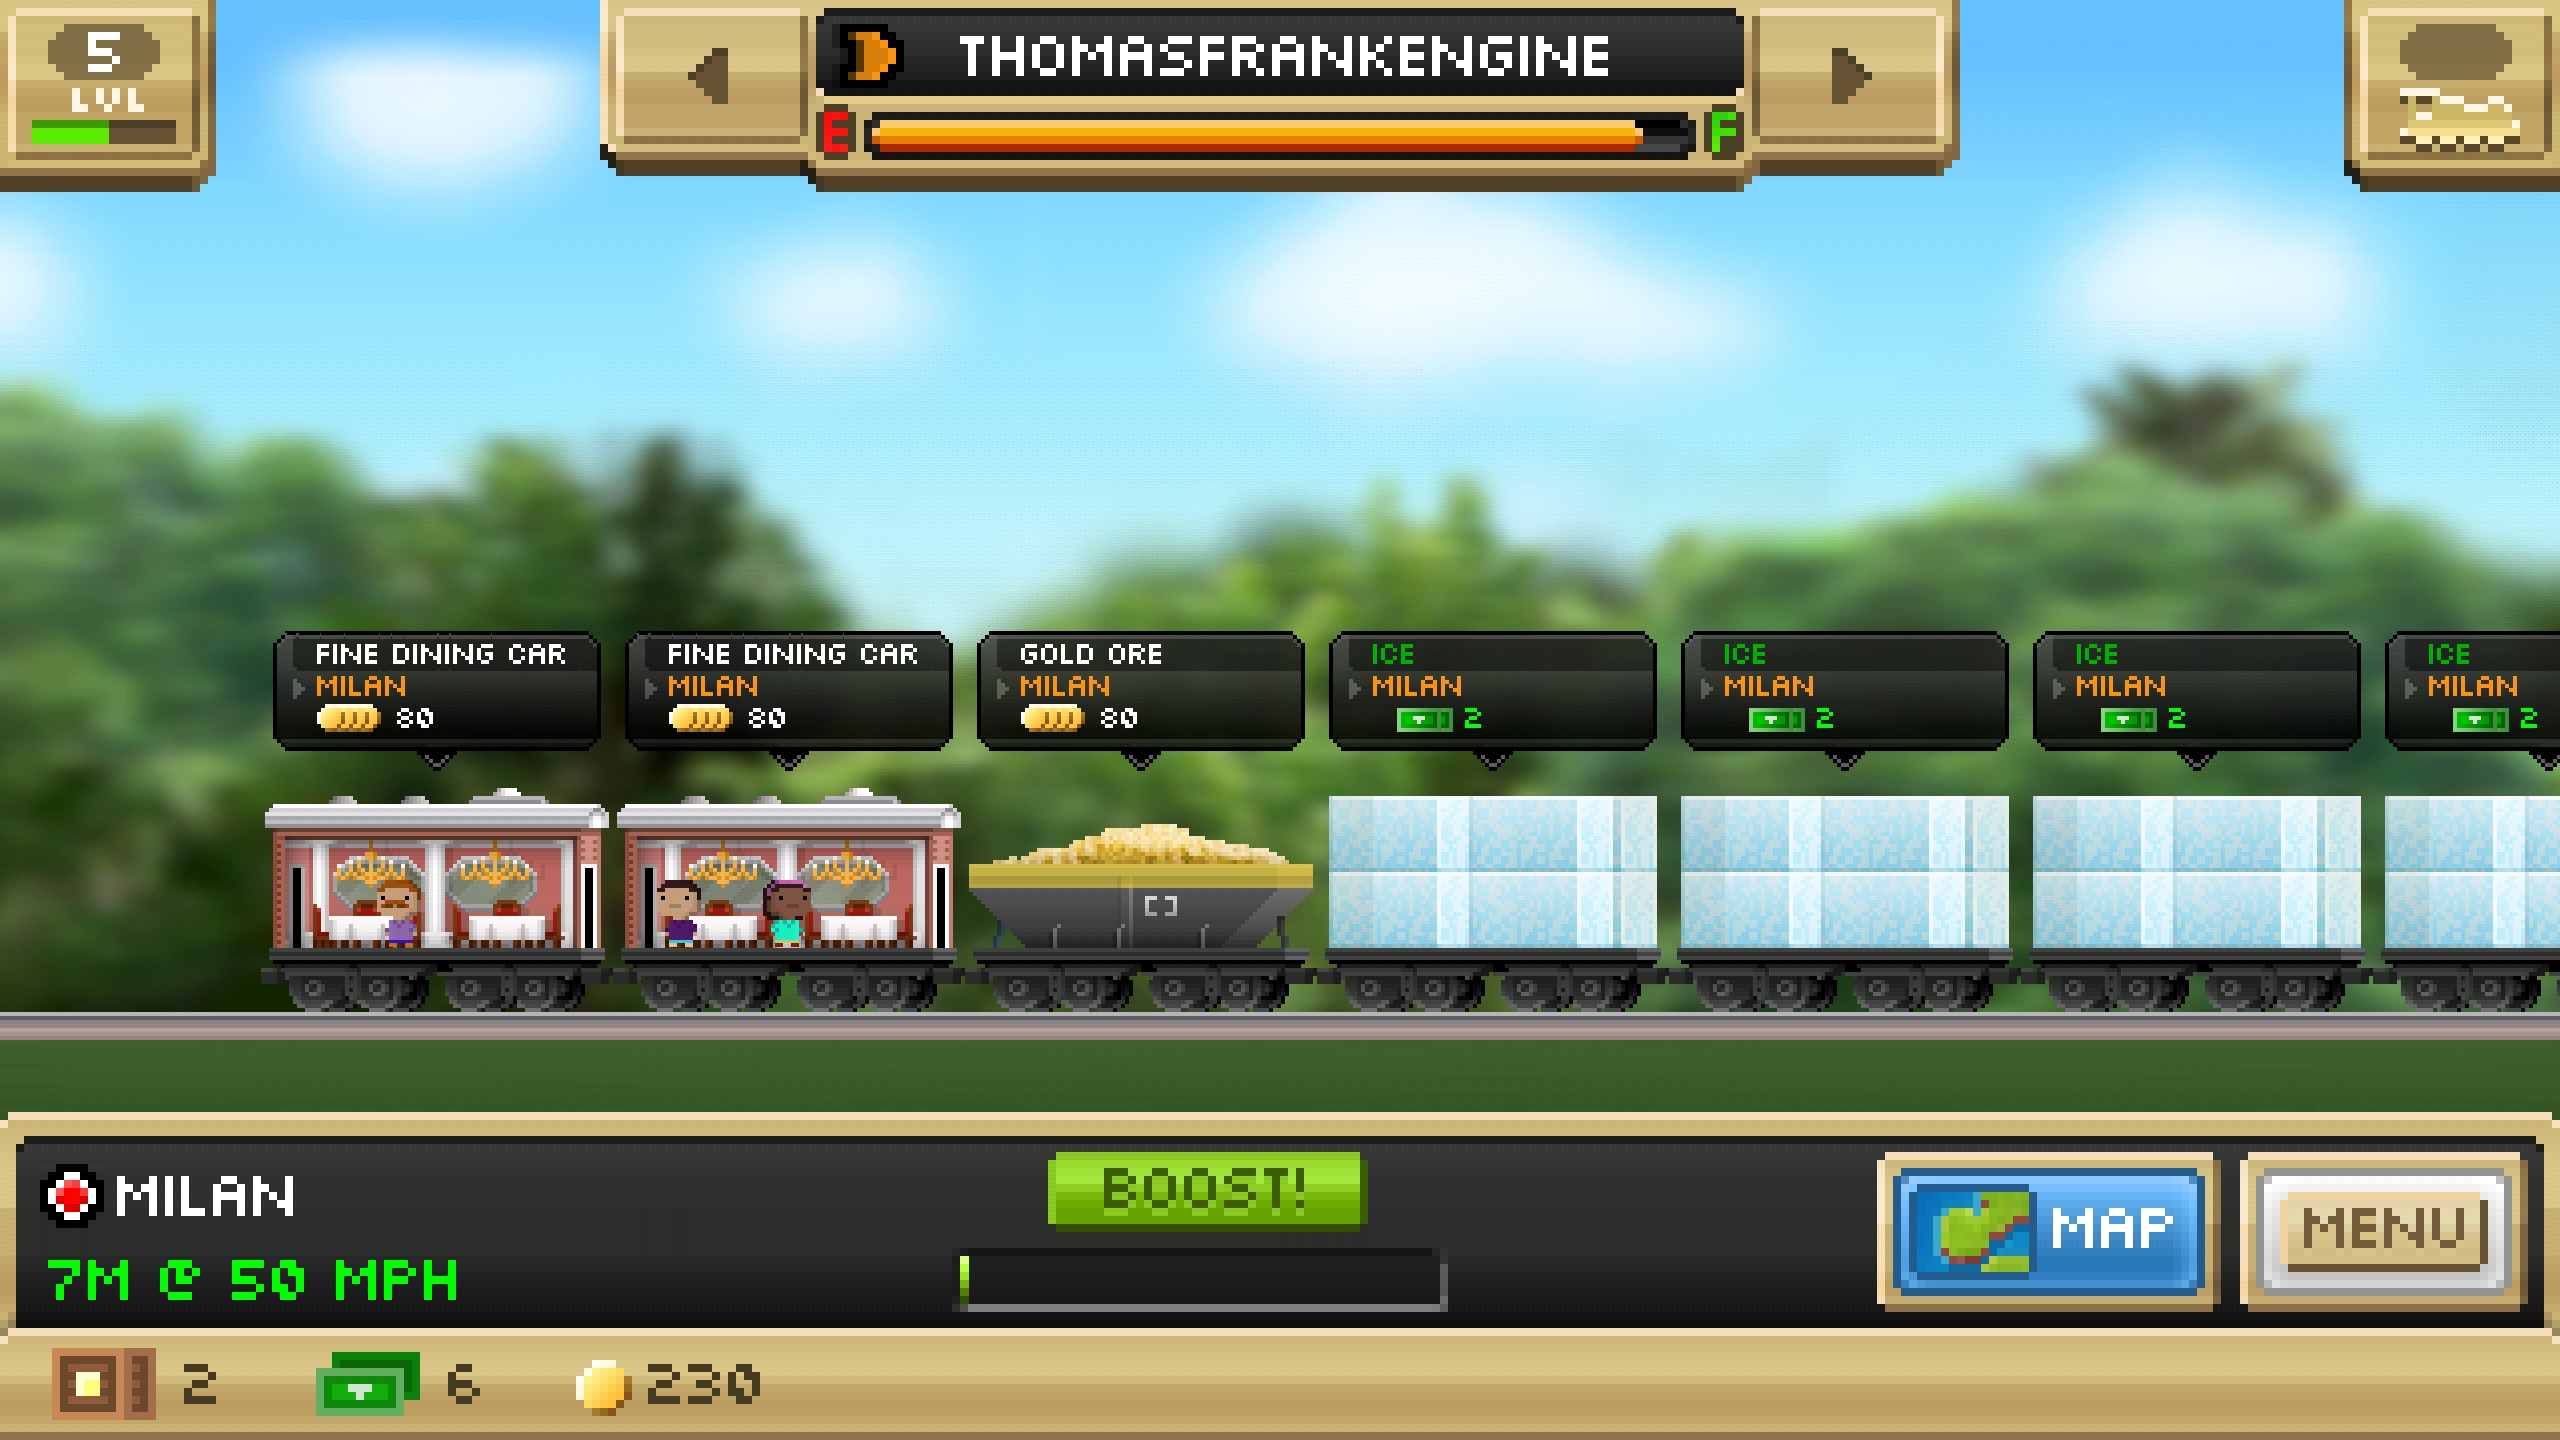 5
LVL
THOMASFRANKENGINE
E F
FINE DINING CAR
MILAN
80
FINE DINING CAR
MILAN
80
GOLD ORE
MILAN
80
ICE
MILAN
2
ICE
MILAN
2
ICE
MILAN
2
ICE
MILAN
2
MILAN
7M @ 50 MPH
BOOST!
MAP
MENU
2
6
230